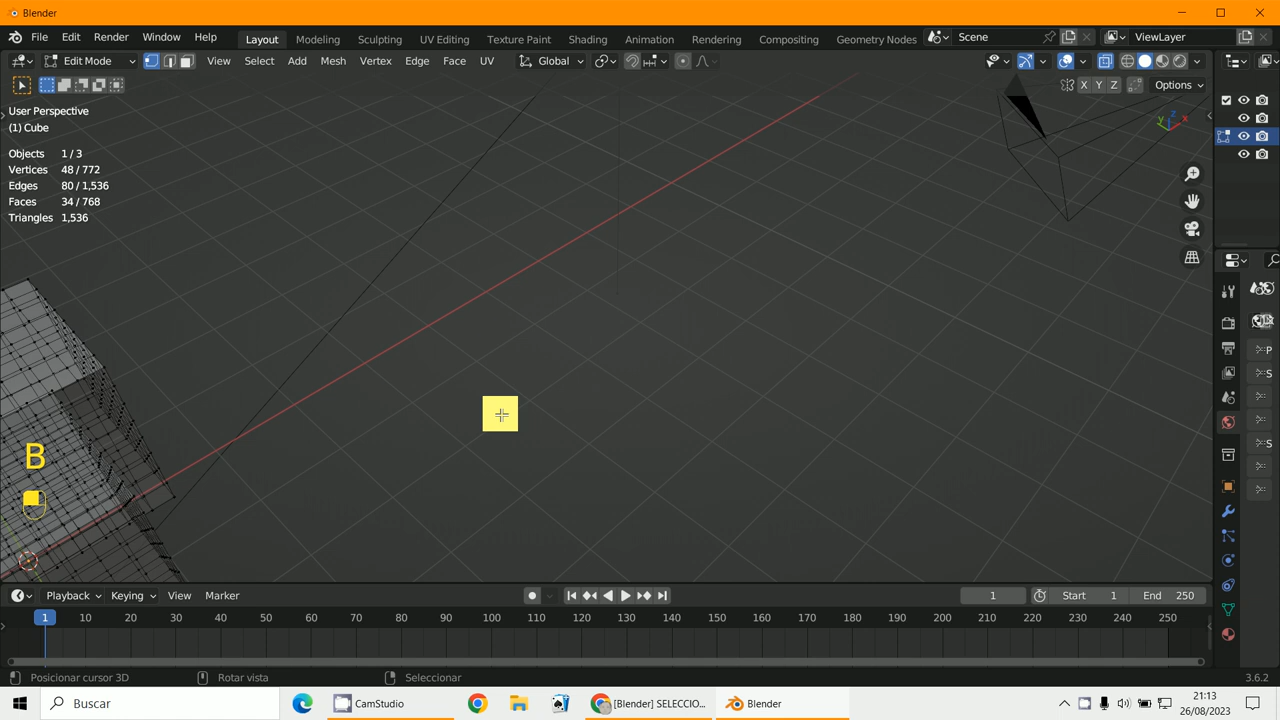 Blender
File Edit Render Window Help
Layout Modeling Sculpting UV Editing Texture Paint Shading Animation Rendering Compositing Geometry Nodes
Scene
ViewLayer
Edit Mode View Select Add Mesh Vertex Edge Face UV Global
X Y Z Options
User Perspective
(1) Cube
Objects 1 / 3
Vertices 48 / 772
Edges 80 / 1,536
Faces 34 / 768
Triangles 1,536
y z x
B
P
S
S
Playback Keying View Marker 1 Start 1 End 250
1 10 20 30 40 50 60 70 80 90 100 110 120 130 140 150 160 170 180 190 200 210 220 230 240 250
Posicionar cursor 3D Rotar vista Seleccionar 3.6.2
Buscar CamStudio [Blender] SELECCIO... Blender
21:13
26/08/2023